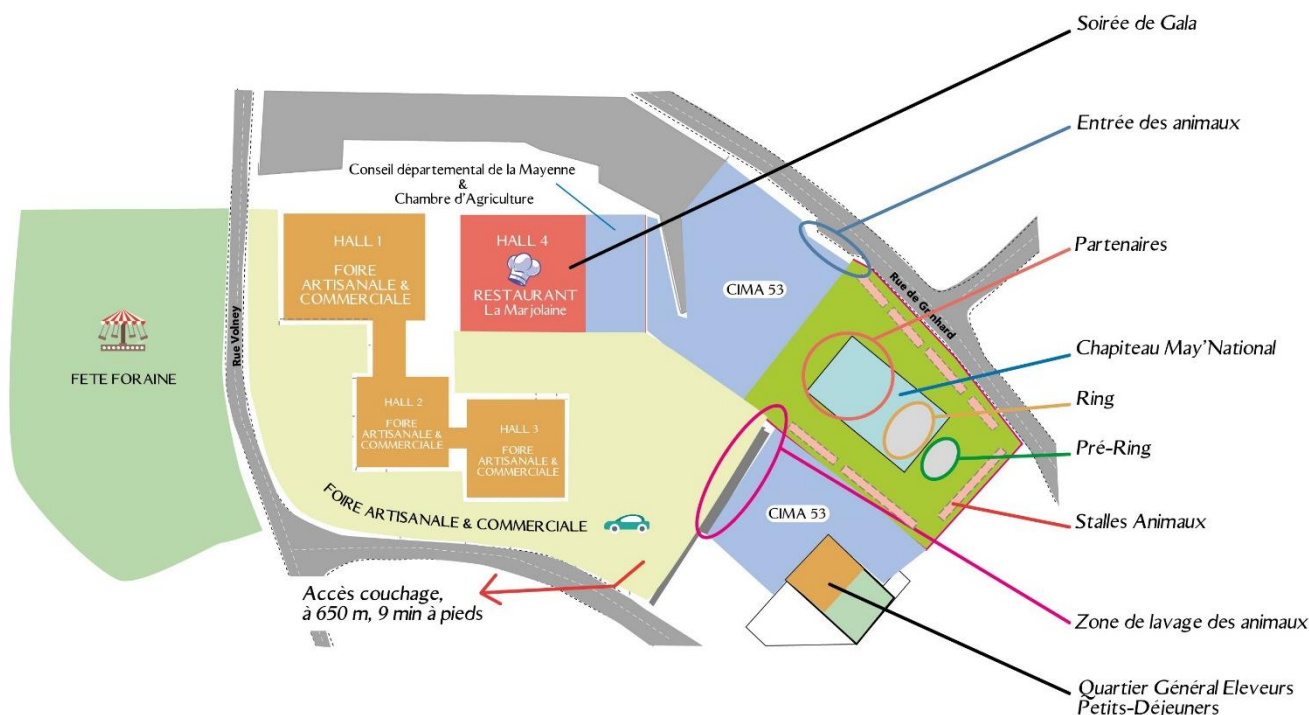 Soirée de Gala
Entrée des animaux
Conseil départemental de la Mayenne
&
Chambre d'Agriculture
HALL 1
FOIRE
ARTISANALE
& COMMERCIALE
HALL 4
RESTAURANT
La Marjolaine
Partenaires
CIMA 53
Rue de Grinhard
Rue Volney
FETE FORAINE
Chapiteau May'National
Ring
HALL 2
FOIRE
ARTISANALE &
COMMERCIALE
HALL 3
FOIRE
ARTISANALE &
COMMERCIALE
Pré-Ring
FOIRE ARTISANALE & COMMERCIALE
CIMA 53
Stalles Animaux
Accès couchage,
à 650 m, 9 min à pieds
Zone de lavage des animaux
Quartier Général Eleveurs
Petits-Déjeuners